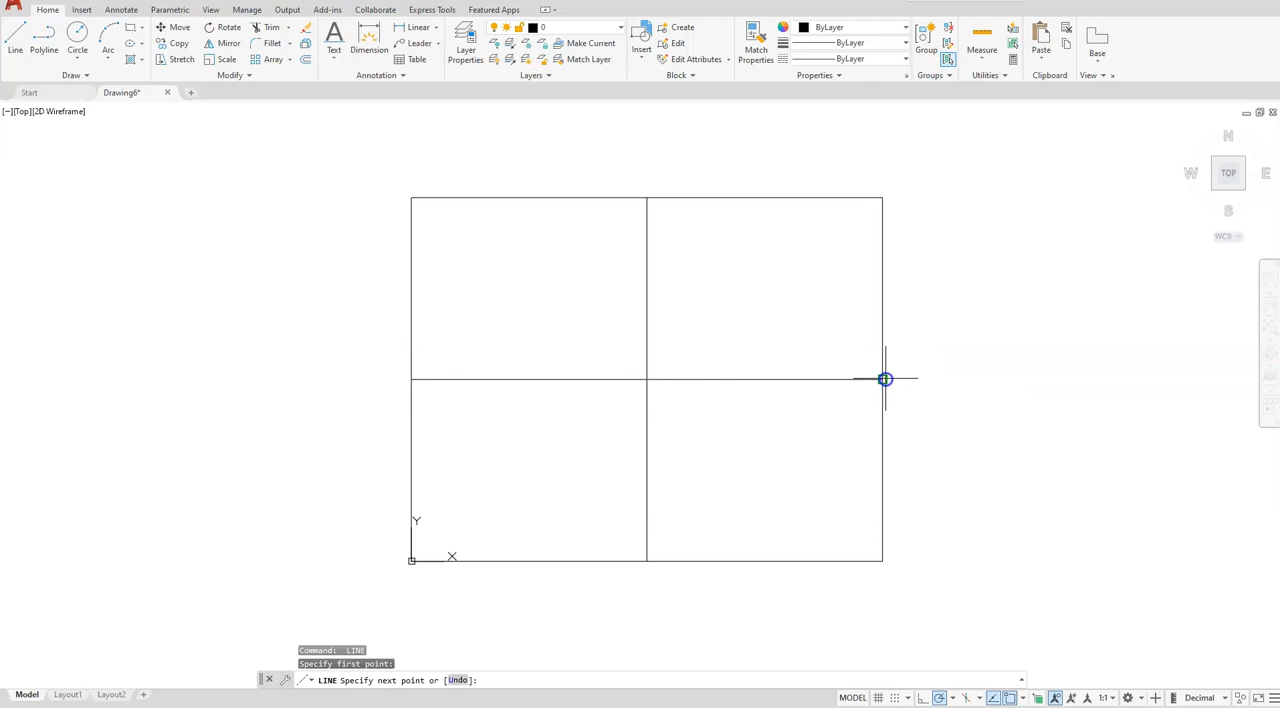 Home Insert Annotate Parametric View Manage Output Add-ins Collaborate Express Tools Featured Apps
Move Rotate Trim Linear 0 Create ByLayer
Line Polyline Circle Arc Copy Mirror Fillet Text Dimension Leader Layer Properties Make Current Insert Edit Match Properties ByLayer Group Measure Paste Base
Stretch Scale Array Table Match Layer Edit Attributes ByLayer
Draw Modify Annotation Layers Block Properties Groups Utilities Clipboard View
Start Drawing6*
[−][Top][2D Wireframe]
N
W TOP E
S
WCS
Y
X
Command: LINE
Specify first point:
LINE Specify next point or [Undo]:
Model Layout1 Layout2 MODEL 1:1 Decimal